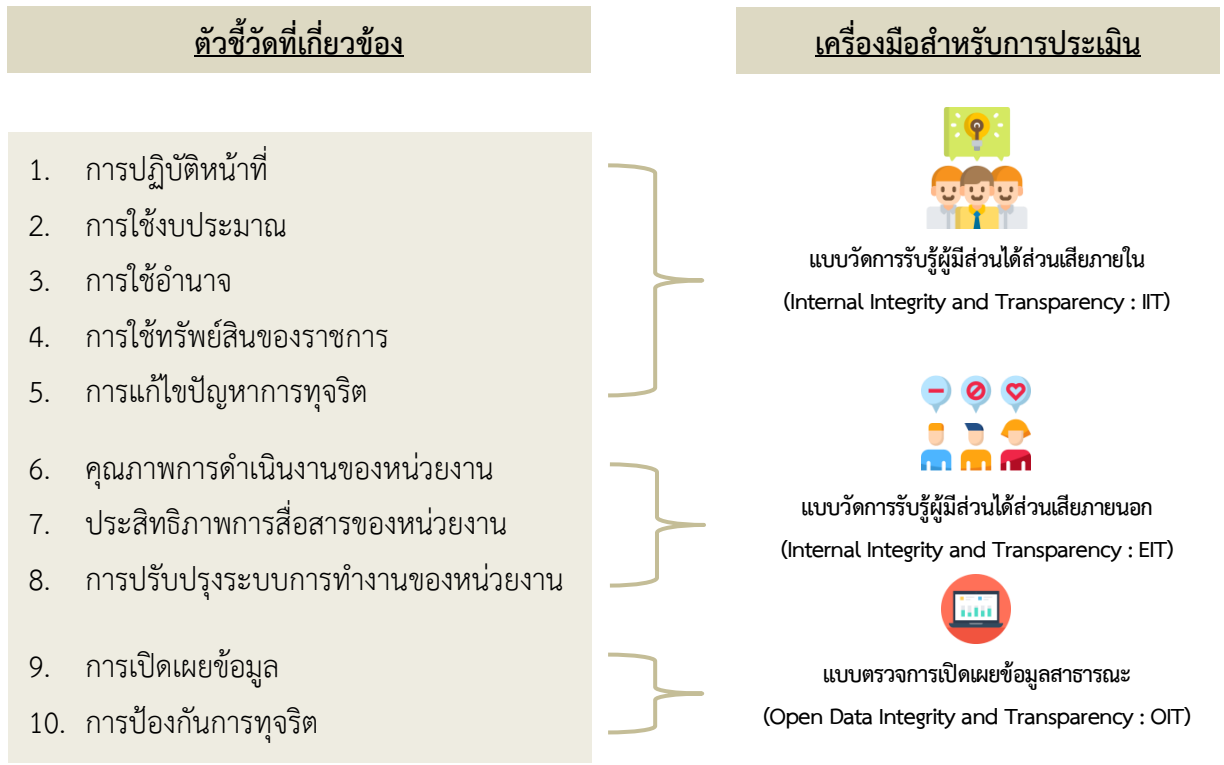 ตัวชี้วัดที่เกี่ยวข้อง
1. การปฏิบัติหน้าที่
2. การใช้งบประมาณ
3. การใช้อำนาจ
4. การใช้ทรัพย์สินของราชการ
5. การแก้ไขปัญหาการทุจริต
6. คุณภาพการดำเนินงานของหน่วยงาน
7. ประสิทธิภาพการสื่อสารของหน่วยงาน
8. การปรับปรุงระบบการทำงานของหน่วยงาน
9. การเปิดเผยข้อมูล
10. การป้องกันการทุจริต
เครื่องมือสำหรับการประเมิน
แบบวัดการรับรู้ผู้มีส่วนได้ส่วนเสียภายใน
(Internal Integrity and Transparency : IIT)
แบบวัดการรับรู้ผู้มีส่วนได้ส่วนเสียภายนอก
(Internal Integrity and Transparency : EIT)
แบบตรวจการเปิดเผยข้อมูลสาธารณะ
(Open Data Integrity and Transparency : OIT)